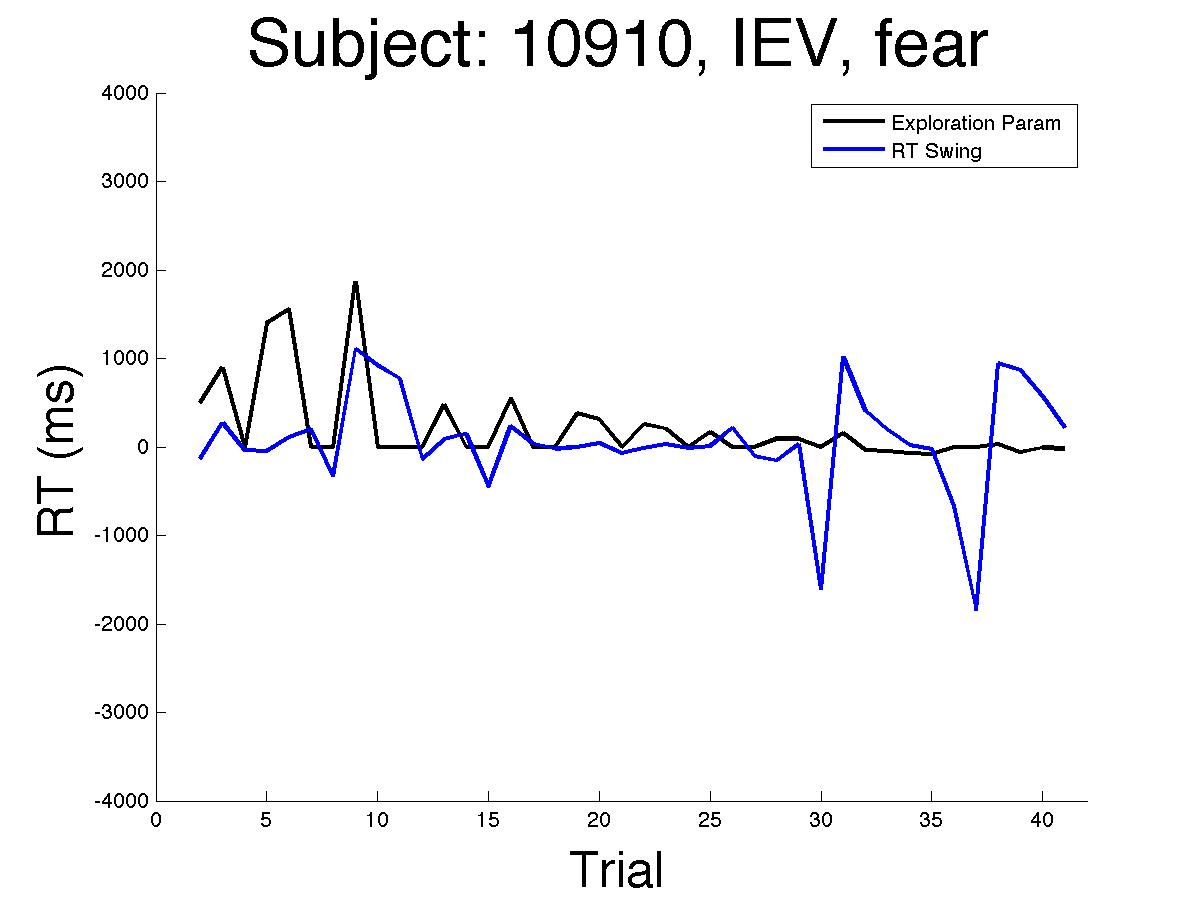 Subject: 10910, IEV, fear
Exploration Param
RT Swing
RT (ms)
4000
3000
2000
1000
0
-1000
-2000
-3000
-4000
0 5 10 15 20 25 30 35 40
Trial